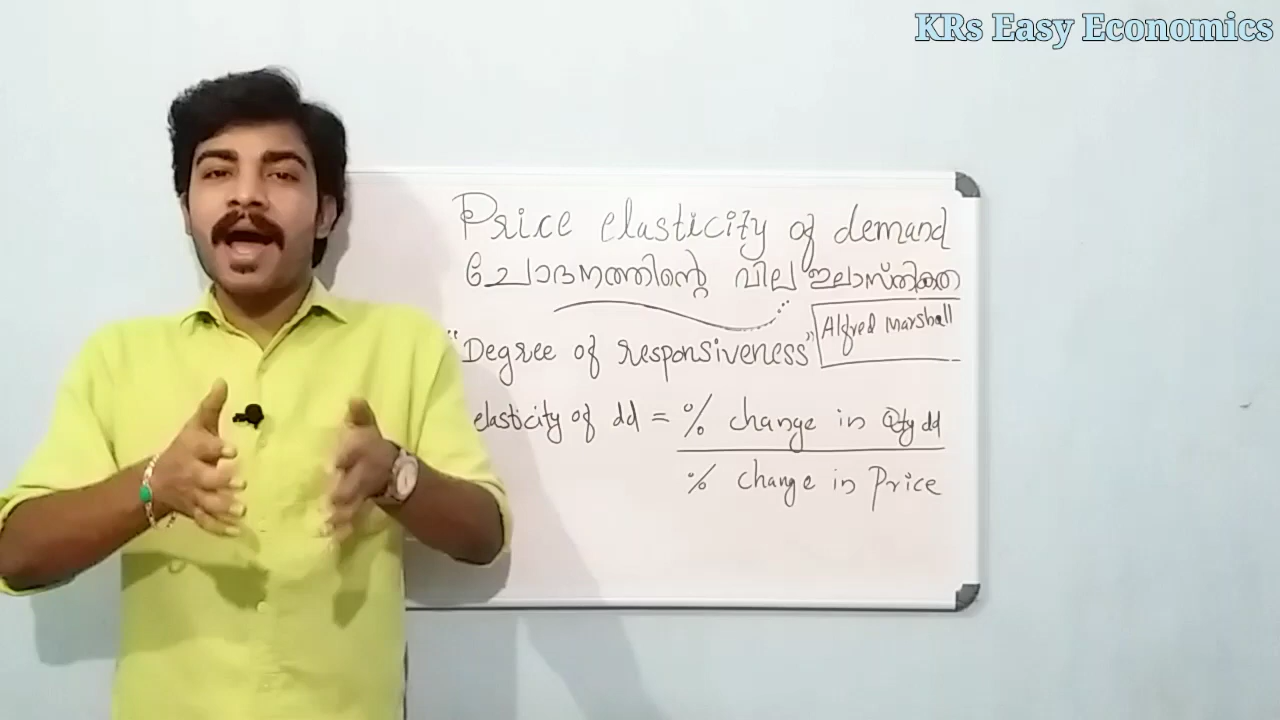 KRs Easy Economics
Price elasticity of demand
ചോദനത്തിന്റെ വില ഇലാസ്തികത
Alfred Marshall
"Degree of responsiveness"
elasticity of dd = % change in Qty dd
% change in Price